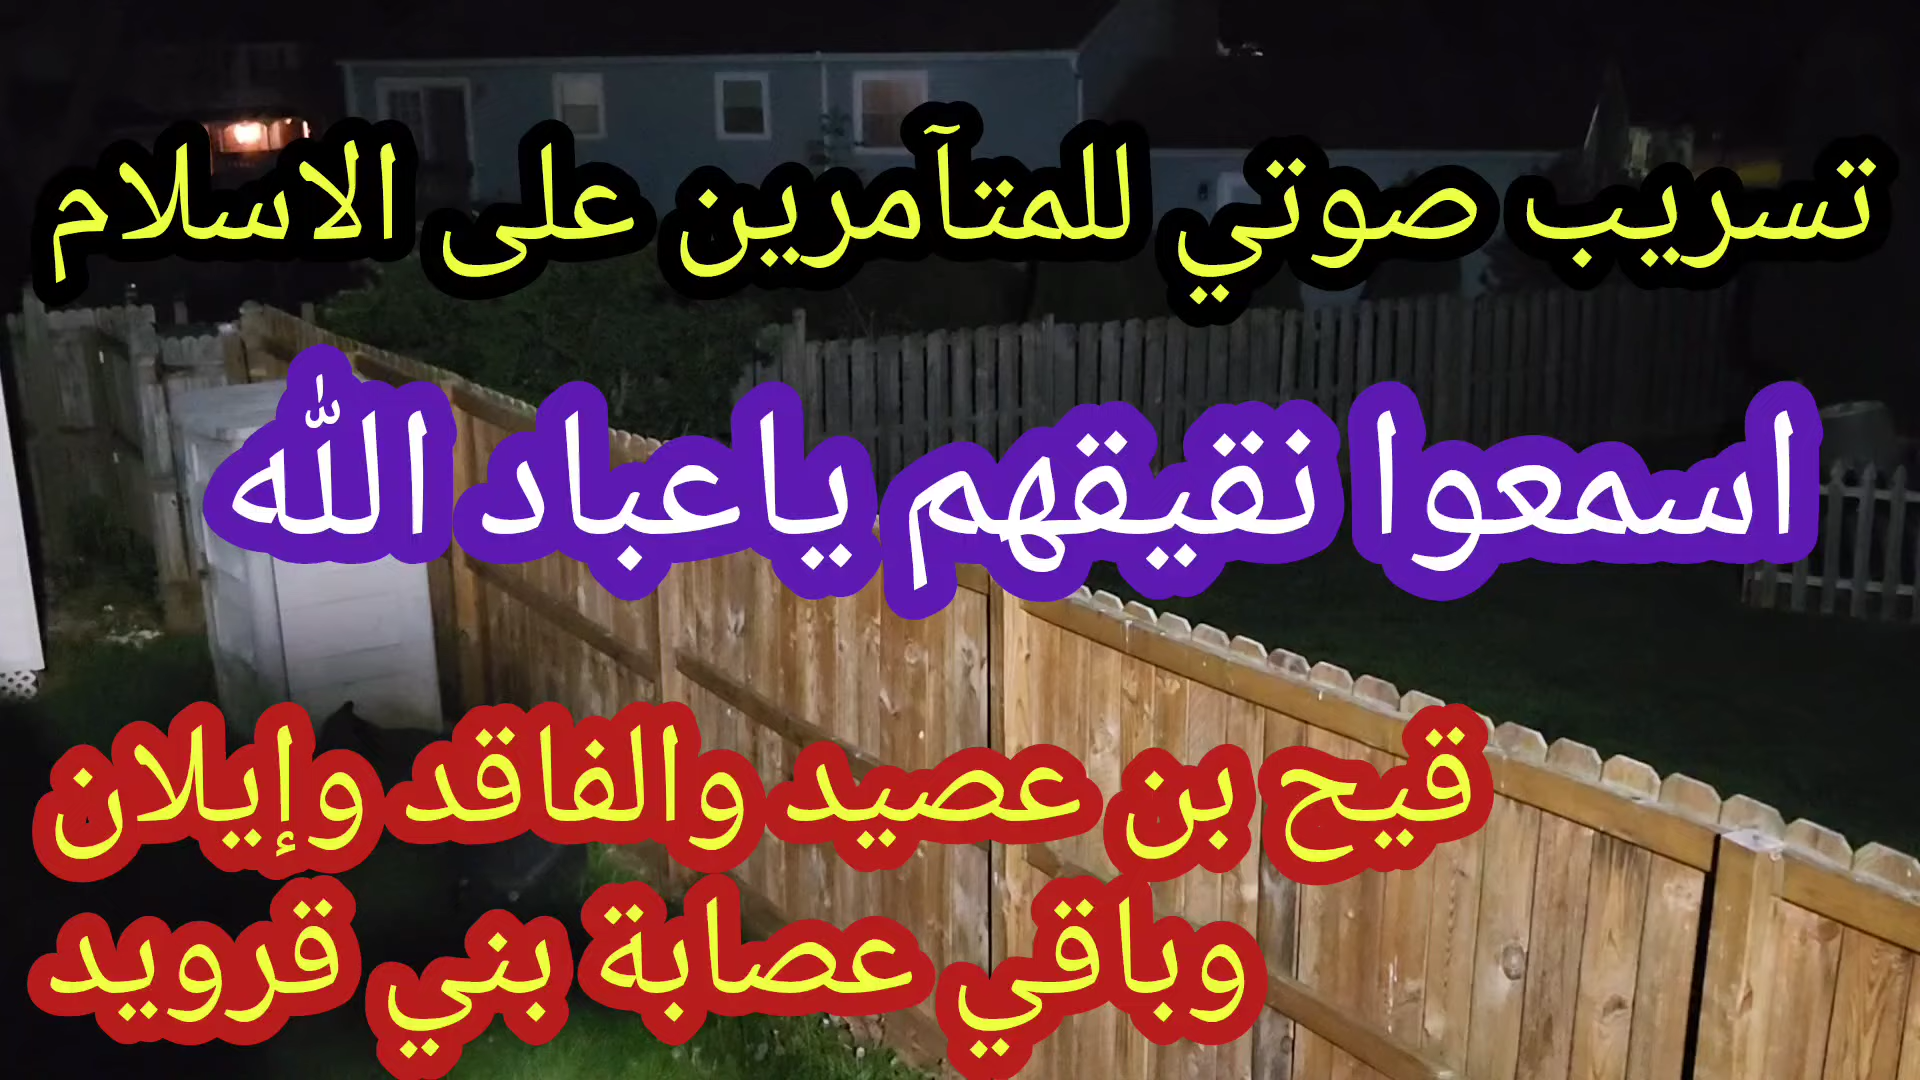 تسريب صوتي للمتآمرين على الاسلام
اسمعوا نقيقهم ياعباد الله
قيح بن عصيد والفاقد وإيلان
وباقي عصابة بني قرويد